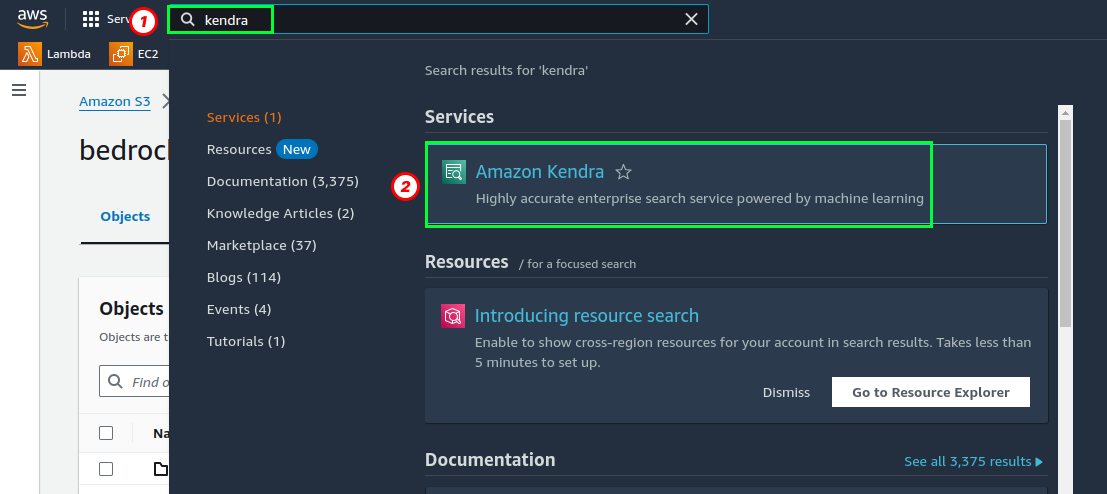 aws
Serv
1
kendra
Lambda
EC2
Amazon S3
bedroc
Objects
Objects
Objects are t
Find o
Na
Search results for 'kendra'
Services (1)
Resources New
Documentation (3,375)
Knowledge Articles (2)
Marketplace (37)
Blogs (114)
Events (4)
Tutorials (1)
Services
2
Amazon Kendra
Highly accurate enterprise search service powered by machine learning
Resources / for a focused search
Introducing resource search
Enable to show cross-region resources for your account in search results. Takes less than
5 minutes to set up.
Dismiss
Go to Resource Explorer
Documentation
See all 3,375 results